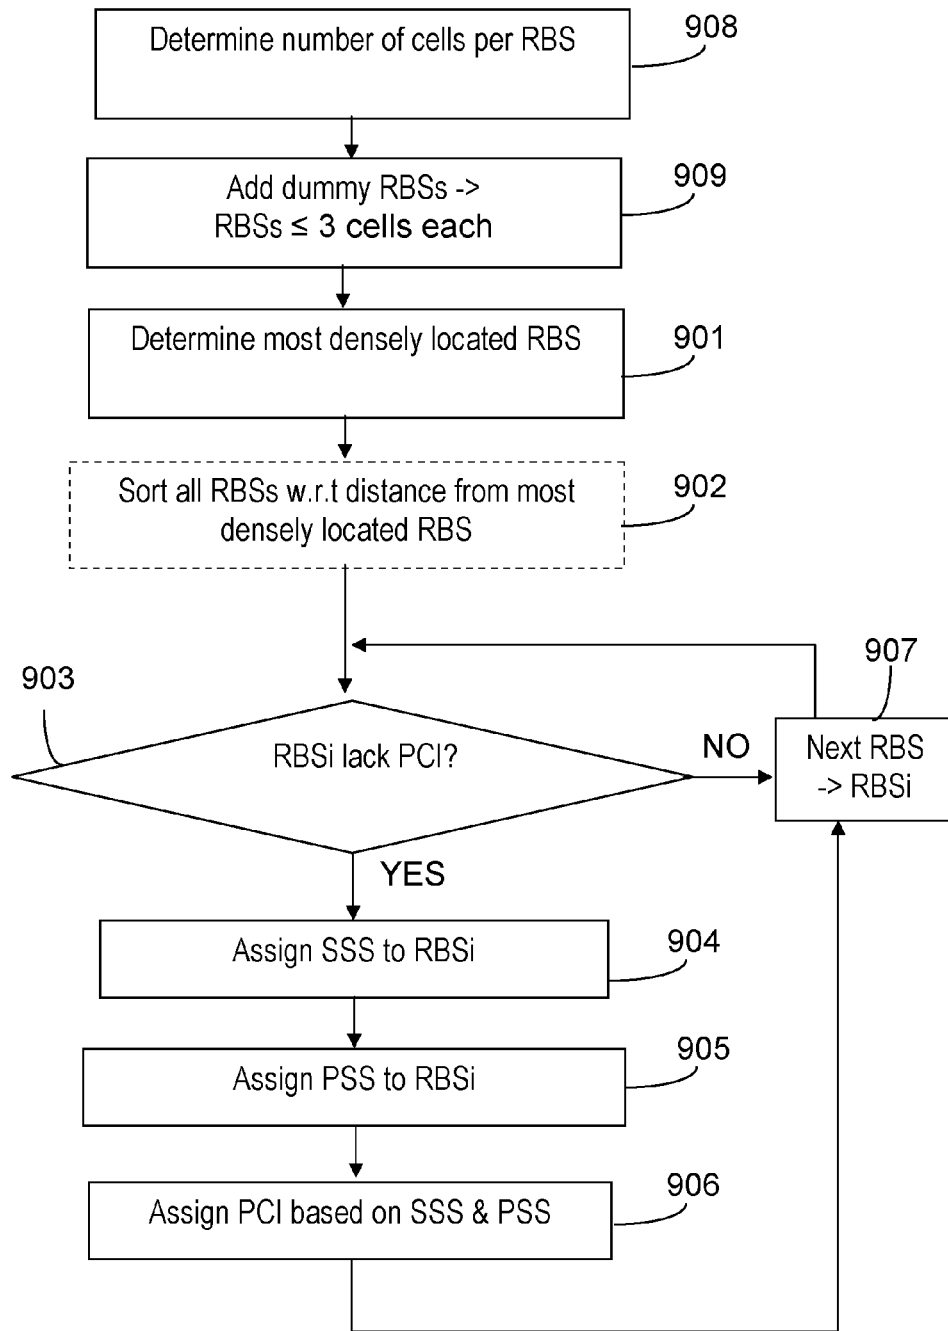 Determine number of cells per RBS
908
Add dummy RBSs ->
RBSs ≤ 3 cells each
909
Determine most densely located RBS
901
Sort all RBSs w.r.t distance from most
densely located RBS
902
903
RBSi lack PCI?
NO
907
Next RBS
-> RBSi
YES
Assign SSS to RBSi
904
Assign PSS to RBSi
905
Assign PCI based on SSS & PSS
906